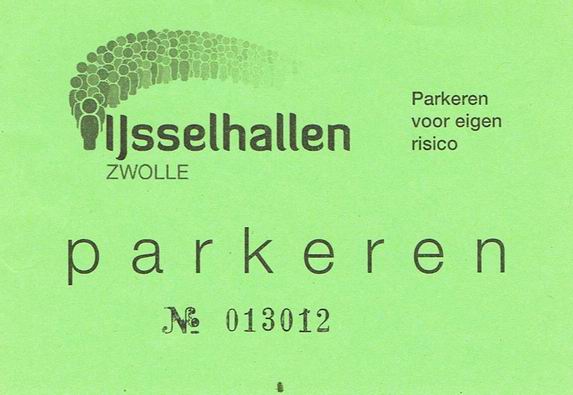 IJsselhallen
ZWOLLE
Parkeren
voor eigen
risico
parkeren
№ 013012